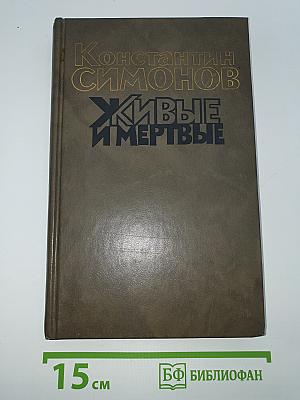 Константин
СИМОНОВ
ЖИВЫЕ
И МЕРТВЫЕ
15 см
БФ БИБЛИОФАН